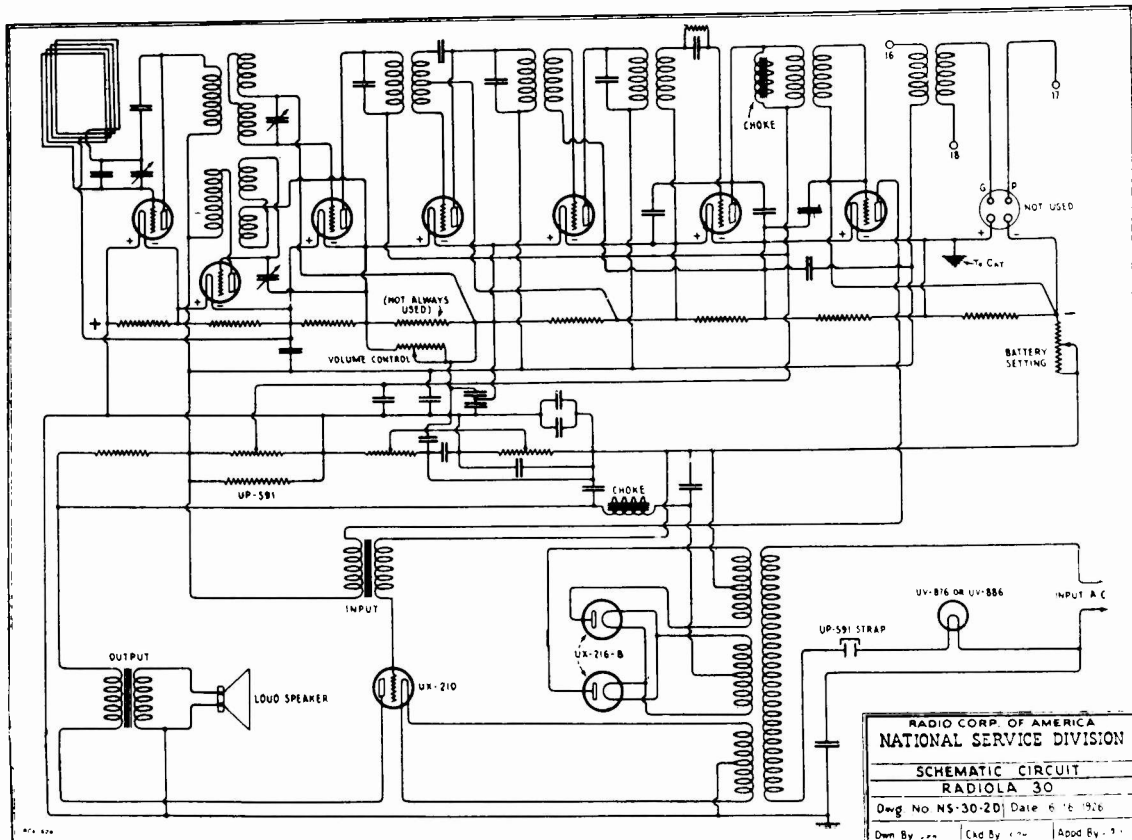 16
17
CHOKE
18
G P
NOT USED
+ -
+
+
+
+
+
To CAT
+ -
(NOT ALWAYS
USED)
+ -
VOLUME CONTROL
BATTERY
SETTING
UP-591
CHOKE
INPUT
UV-876 OR UV-886
INPUT A C
UP-591 STRAP
UX-216-B
OUTPUT
LOUD SPEAKER
UX-210
RADIO CORP. OF AMERICA
NATIONAL SERVICE DIVISION
SCHEMATIC CIRCUIT
RADIOLA 30
Dwg No NS-30-2D Date 6 16 1926
Dwn By Ckd By Appd By